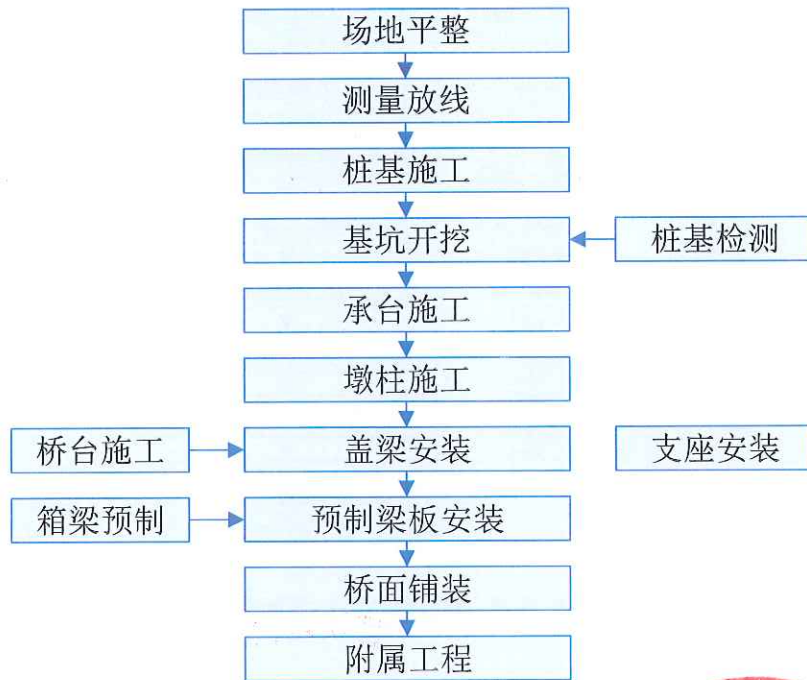 场地平整
测量放线
桩基施工
基坑开挖
桩基检测
承台施工
墩柱施工
桥台施工
盖梁安装
支座安装
箱梁预制
预制梁板安装
桥面铺装
附属工程